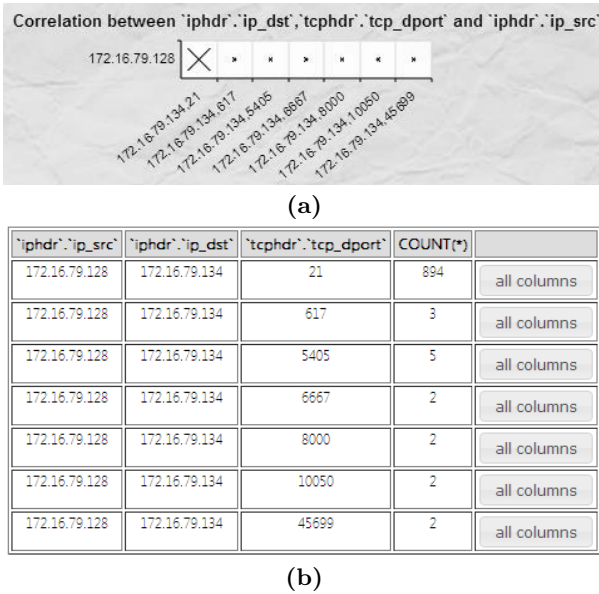 Correlation between `iphdr`.`ip_dst`,`tcphdr`.`tcp_dport` and `iphdr`.`ip_src`
172.16.79.128
172.16.79.134,21
172.16.79.134,617
172.16.79.134,5405
172.16.79.134,6667
172.16.79.134,8000
172.16.79.134,10050
172.16.79.134,45699
(a)
`iphdr`.`ip_src` `iphdr`.`ip_dst` `tcphdr`.`tcp_dport` COUNT(*)
172.16.79.128 172.16.79.134 21 894 all columns
172.16.79.128 172.16.79.134 617 3 all columns
172.16.79.128 172.16.79.134 5405 5 all columns
172.16.79.128 172.16.79.134 6667 2 all columns
172.16.79.128 172.16.79.134 8000 2 all columns
172.16.79.128 172.16.79.134 10050 2 all columns
172.16.79.128 172.16.79.134 45699 2 all columns
(b)